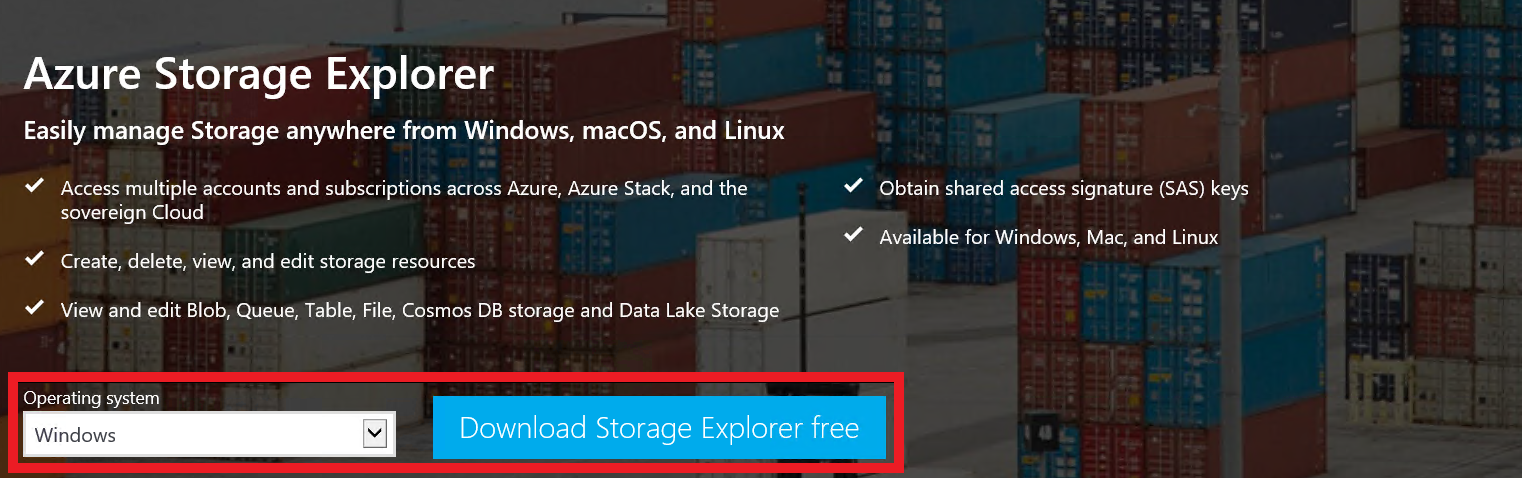 Azure Storage Explorer
Easily manage Storage anywhere from Windows, macOS, and Linux
Access multiple accounts and subscriptions across Azure, Azure Stack, and the
sovereign Cloud
Create, delete, view, and edit storage resources
View and edit Blob, Queue, Table, File, Cosmos DB storage and Data Lake Storage
Obtain shared access signature (SAS) keys
Available for Windows, Mac, and Linux
Operating system
Windows
Download Storage Explorer free
48